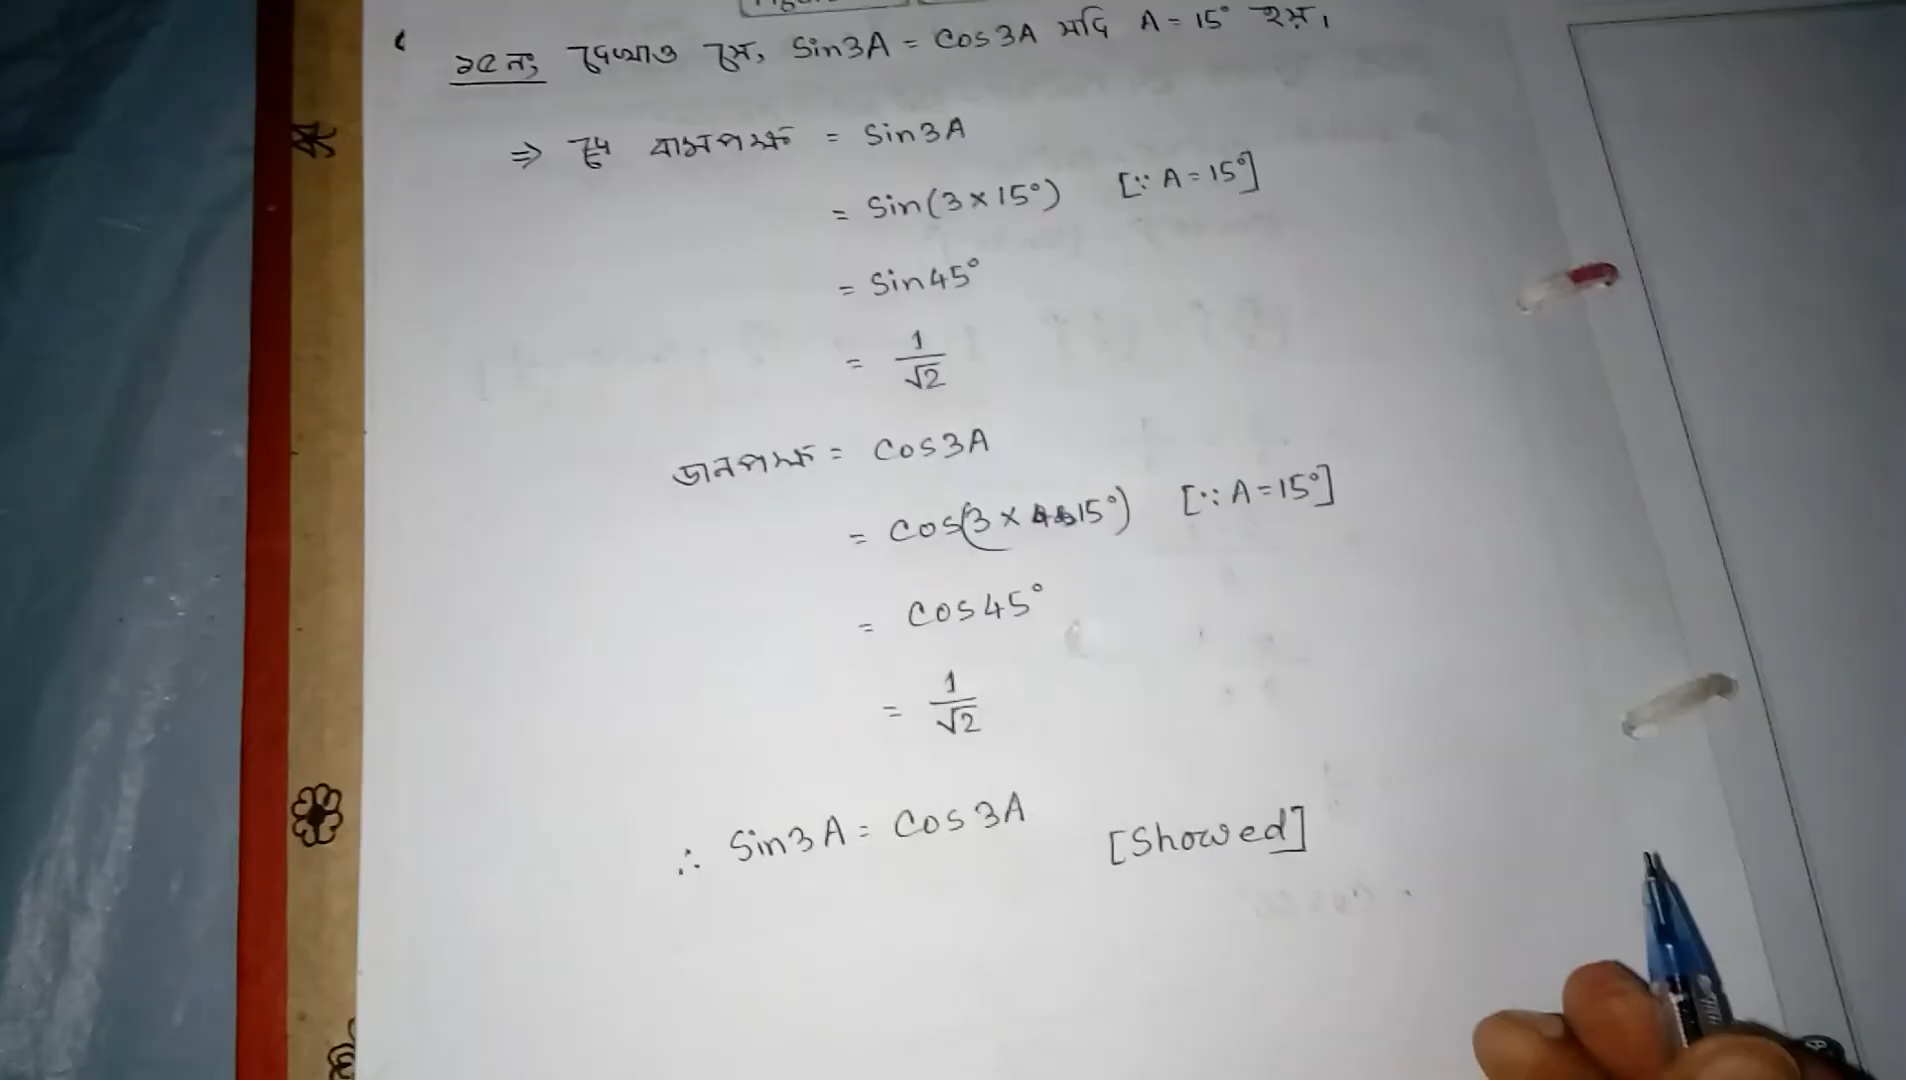 ১৫ নং দেখাও যে, Sin3A = Cos3A যদি A = 15° হয়।
⇒ বামপক্ষ = Sin3A
= Sin(3×15°) [∵ A = 15°]
= Sin45°
= 1/√2
ডানপক্ষ = Cos3A
= Cos(3×15°) [∵ A = 15°]
= Cos45°
= 1/√2
∴ Sin3A = Cos3A [Showed]